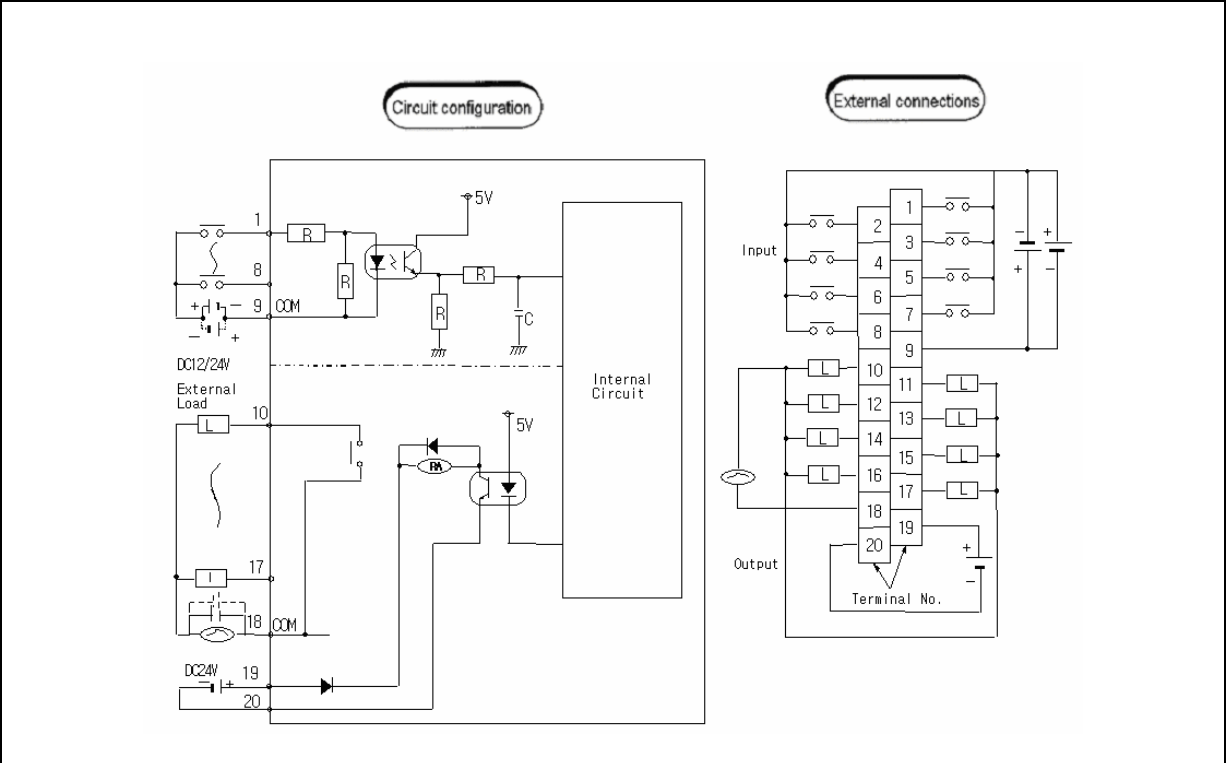 Circuit configuration
External connections
1
R
5V
8
R
R
R
9 COM
+ −
− +
C
DC12/24V
External
Load
Internal
Circuit
L
10
5V
RA
17
18 COM
DC24V
− +
19
20
Input
1
2
3
4
5
6
7
8
9
− +
+ −
L 10
11 L
L 12
13 L
L 14
15 L
L 16
17 L
18
19
20
+
−
Output
Terminal No.